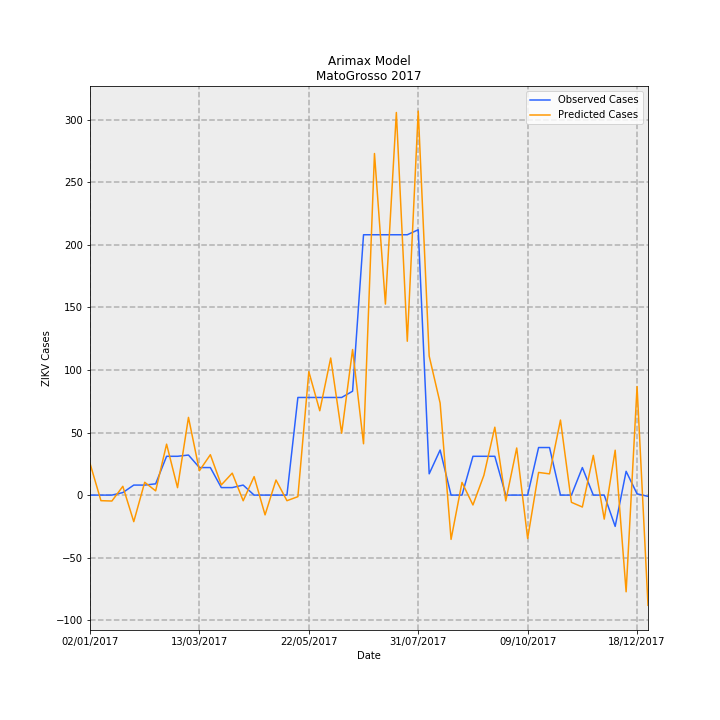 Arimax Model
MatoGrosso 2017
Observed Cases
Predicted Cases
ZIKV Cases
300
250
200
150
100
50
0
−50
−100
02/01/2017 13/03/2017 22/05/2017 31/07/2017 09/10/2017 18/12/2017
Date